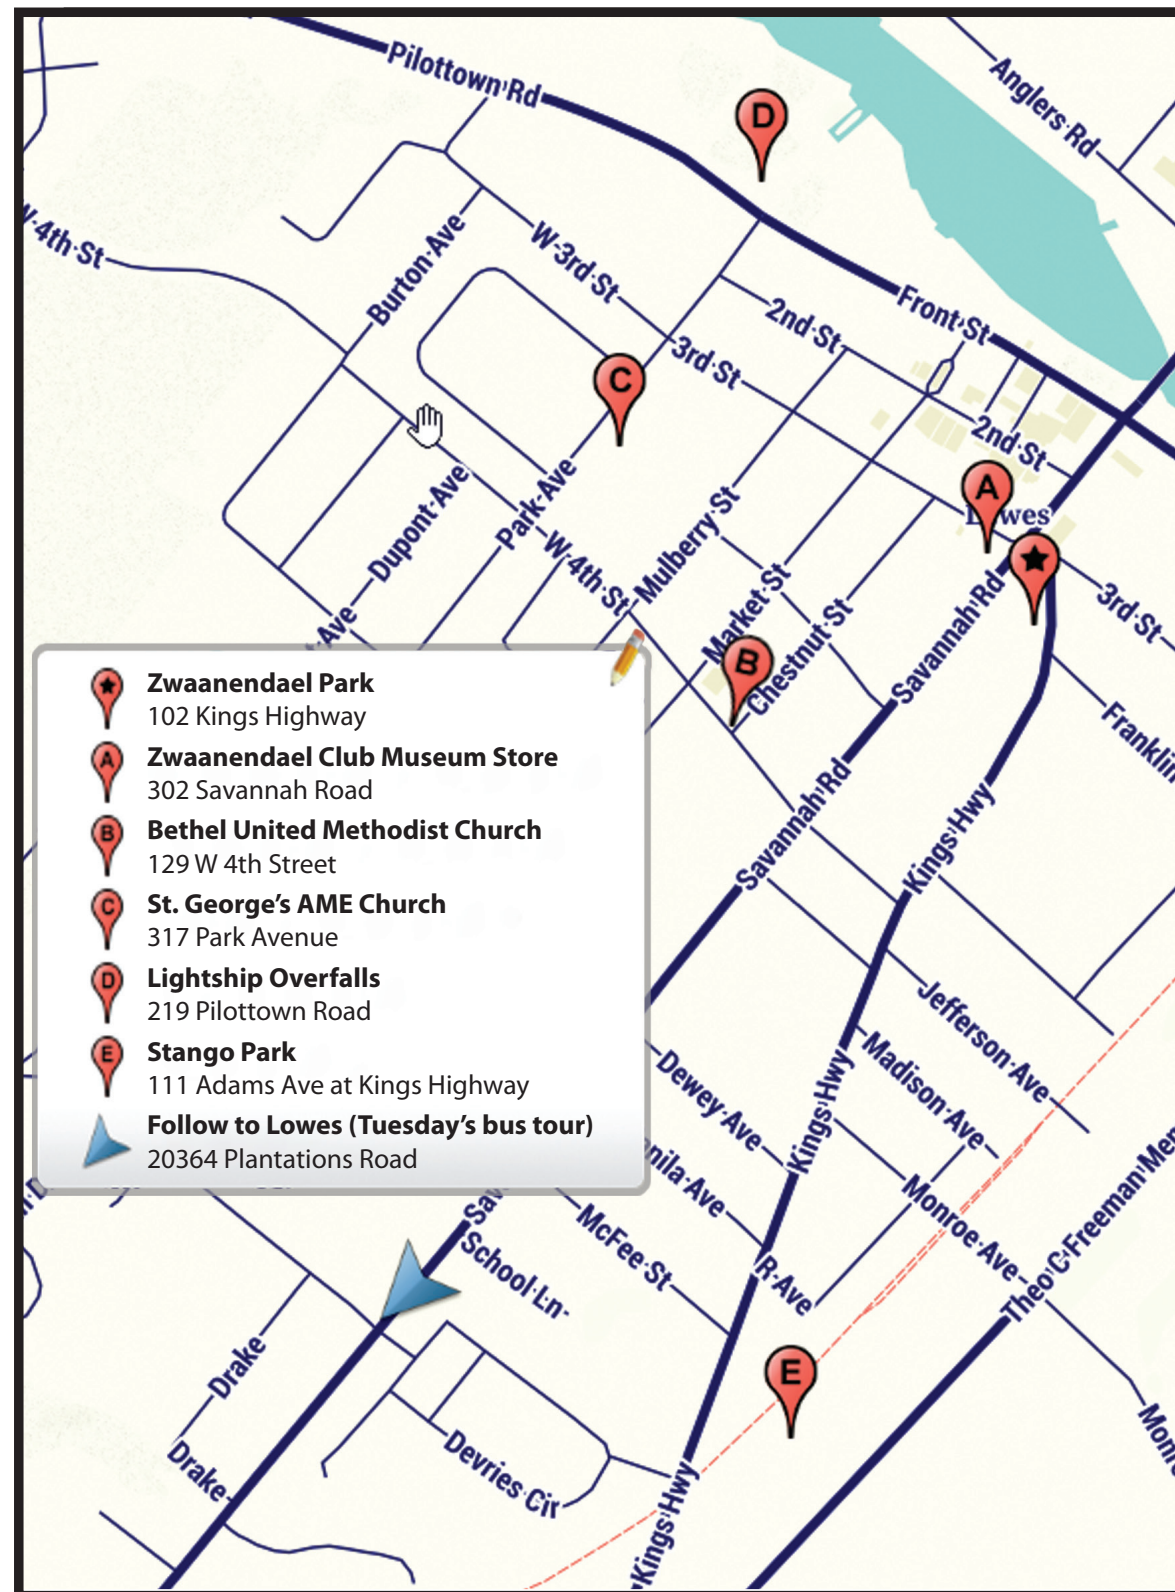 Pilottown Rd
D
Anglers Rd
W 4th St
Burton Ave
W 3rd St
Front St
2nd St
3rd St
C
2nd St
A
Lewes
Dupont Ave
Park Ave
W 4th St
Mulberry St
Market St
Chestnut St
Savannah Rd
3rd St
B
Franklin
Ave
Zwaanendael Park
102 Kings Highway
A
Zwaanendael Club Museum Store
302 Savannah Road
B
Bethel United Methodist Church
129 W 4th Street
C
St. George's AME Church
317 Park Avenue
D
Lightship Overfalls
219 Pilottown Road
E
Stango Park
111 Adams Ave at Kings Highway
Follow to Lowes (Tuesday's bus tour)
20364 Plantations Road
Savannah Rd
Kings Hwy
Jefferson Ave
Madison Ave
Dewey Ave
Kings Hwy
Ave
Monroe Ave
Theo C Freeman Mem
McFee St
School Ln
R Ave
Drake
E
Drake
Devries Cir
Kings Hwy
Monro